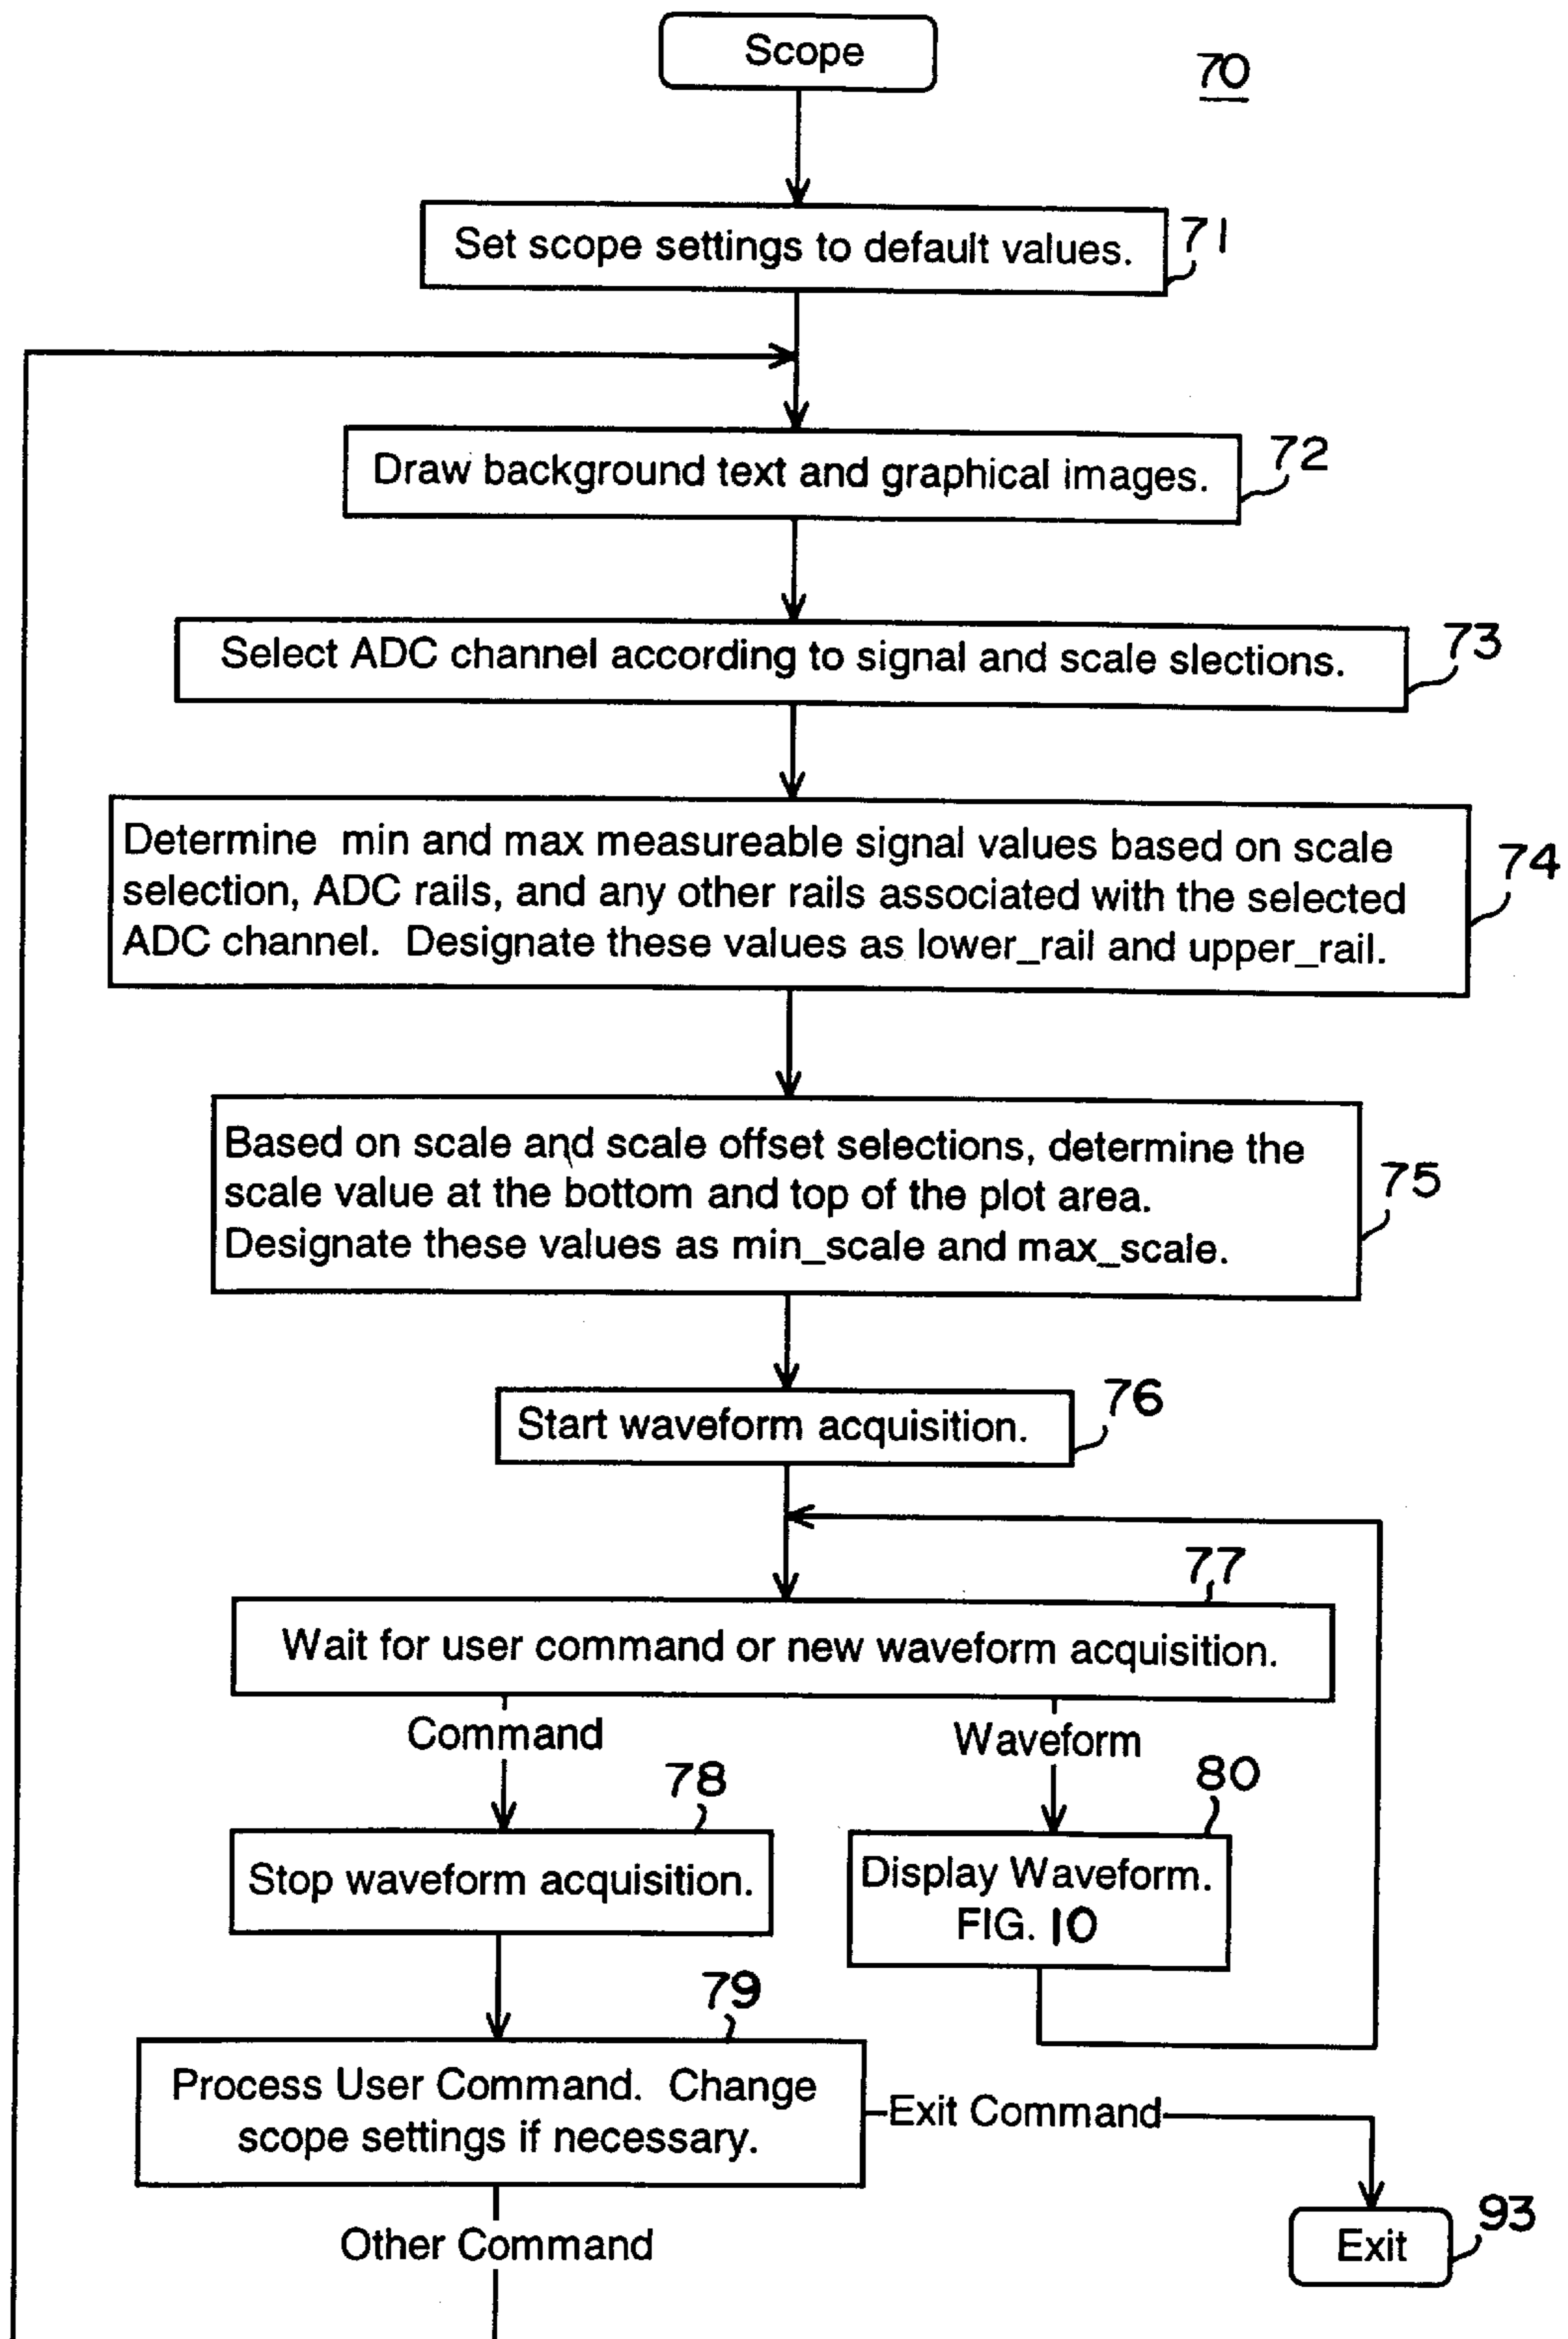 Scope
70
Set scope settings to default values.
71
Draw background text and graphical images.
72
Select ADC channel according to signal and scale slections.
73
Determine min and max measureable signal values based on scale
selection, ADC rails, and any other rails associated with the selected
ADC channel. Designate these values as lower_rail and upper_rail.
74
Based on scale and scale offset selections, determine the
scale value at the bottom and top of the plot area.
Designate these values as min_scale and max_scale.
75
Start waveform acquisition.
76
77
Wait for user command or new waveform acquisition.
Command
Waveform
78
80
Stop waveform acquisition.
Display Waveform.
FIG. 10
79
Process User Command. Change
scope settings if necessary.
Exit Command
Other Command
Exit
93